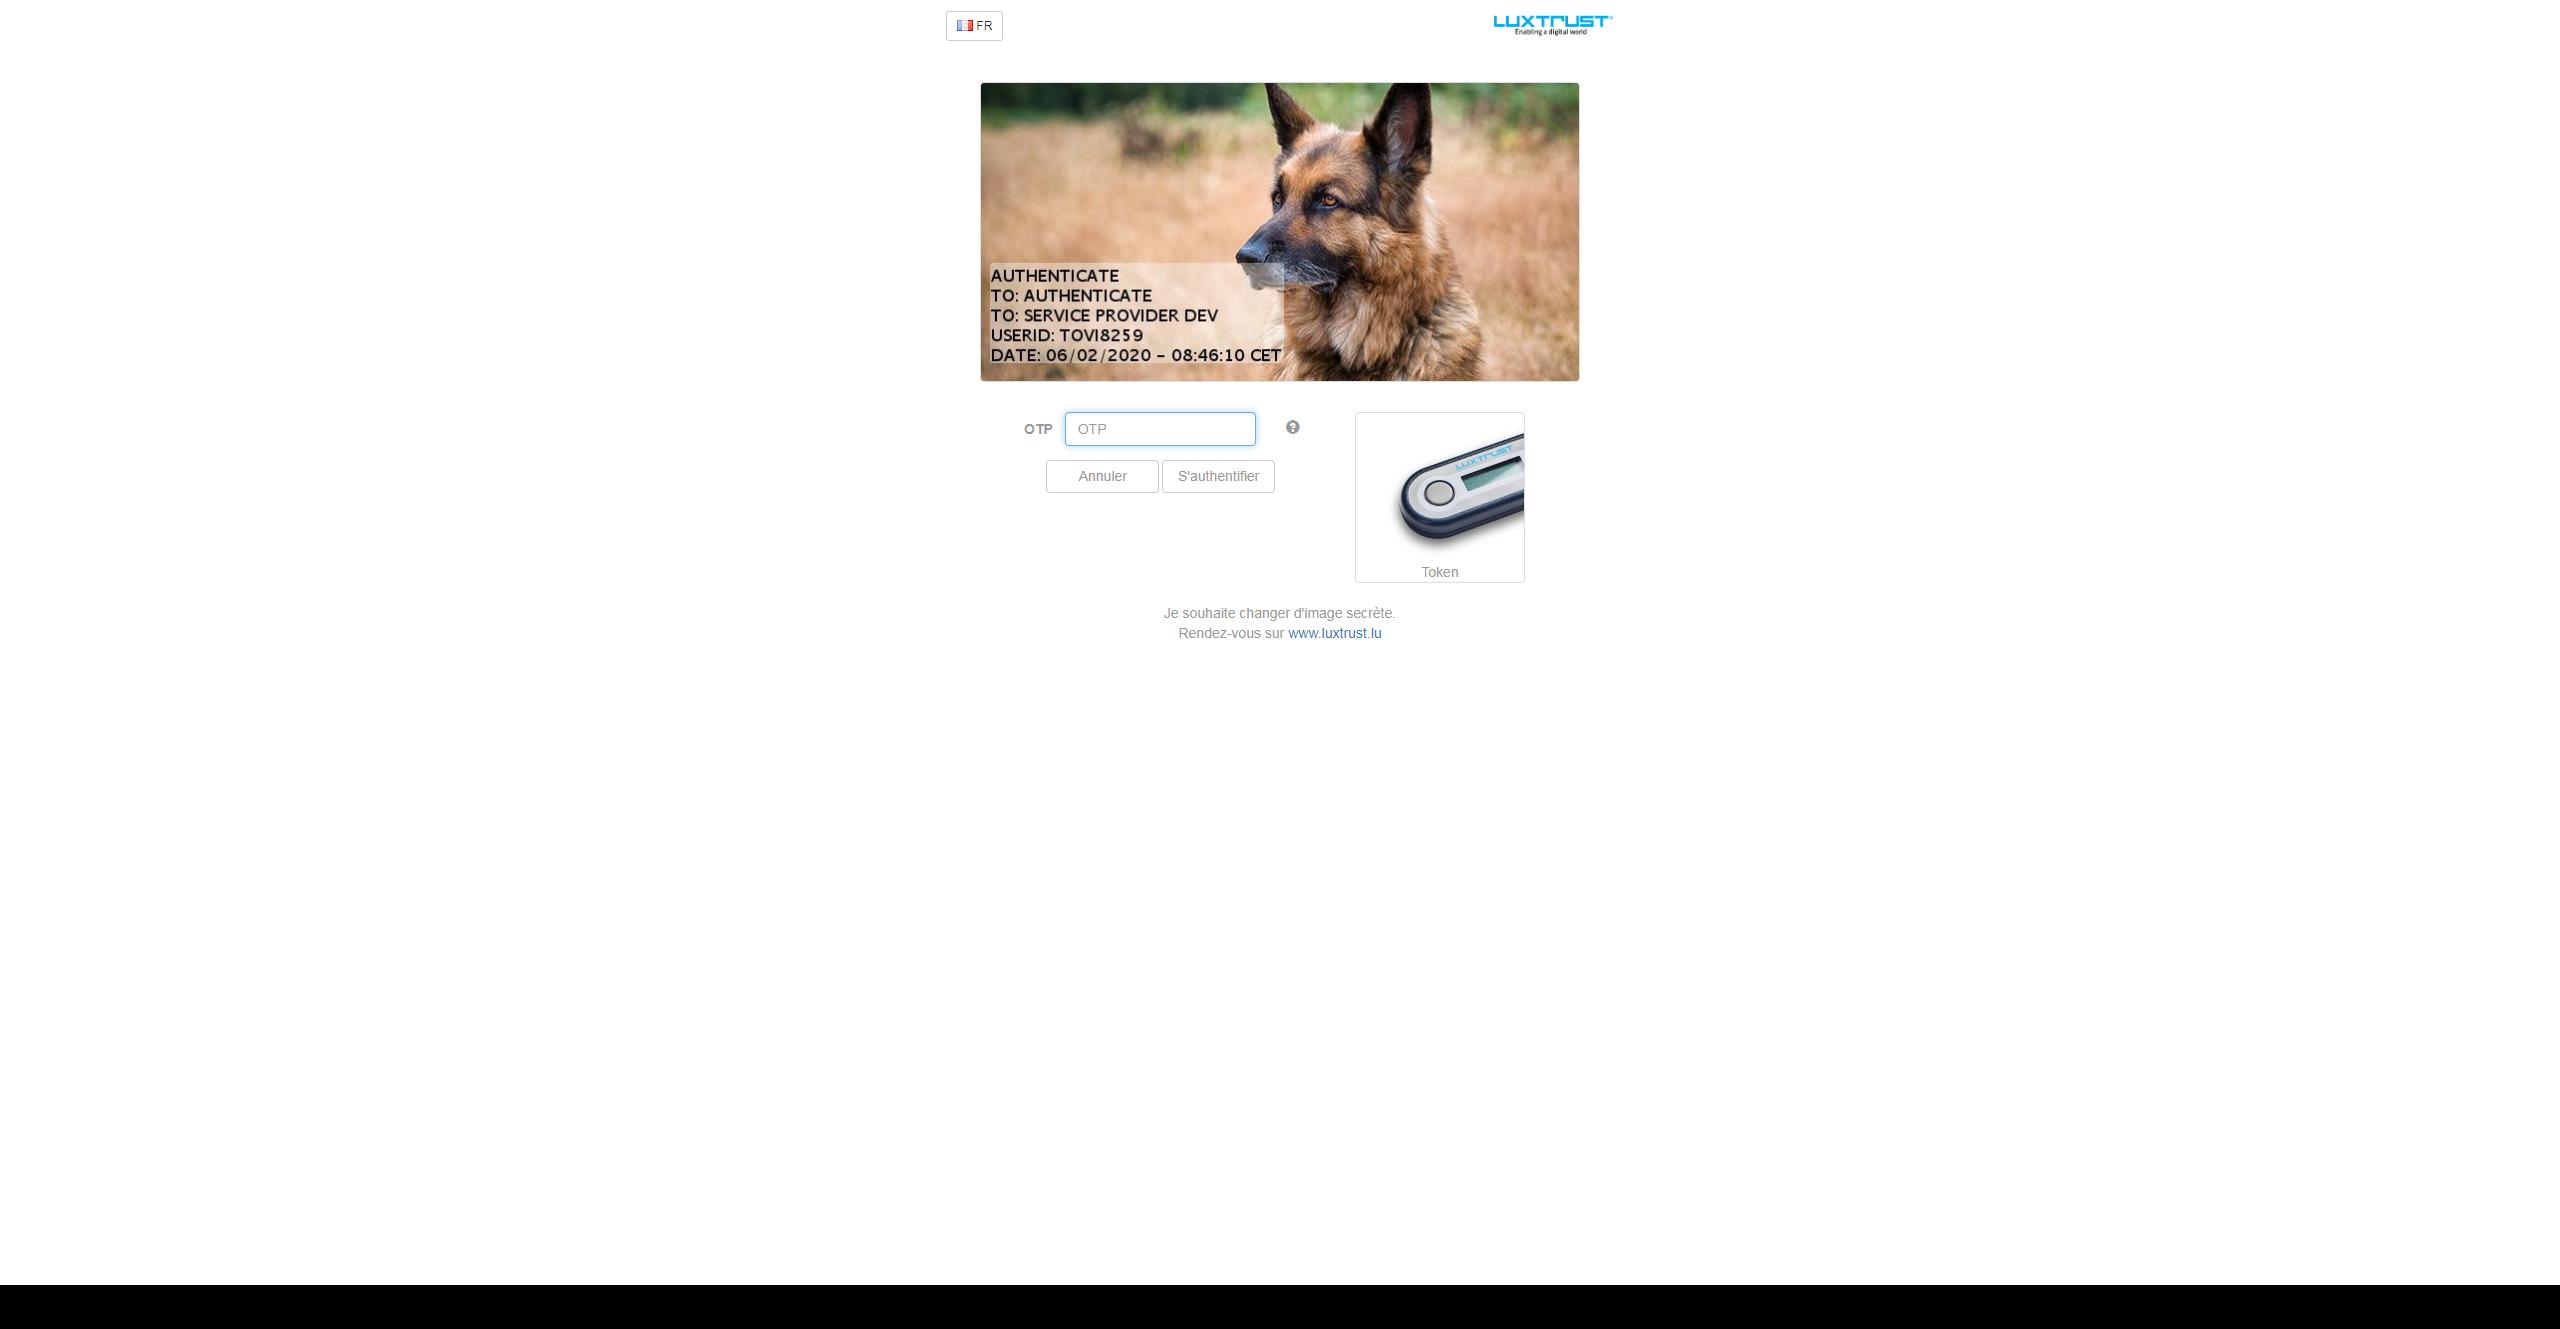 FR
LUXTRUST
Enabling a digital world
AUTHENTICATE
TO: AUTHENTICATE
TO: SERVICE PROVIDER DEV
USERID: TOVI8259
DATE: 06/02/2020 - 08:46:10 CET
OTP OTP
Annuler S'authentifier
LUXTRUST
Token
Je souhaite changer d'image secrète.
Rendez-vous sur www.luxtrust.lu